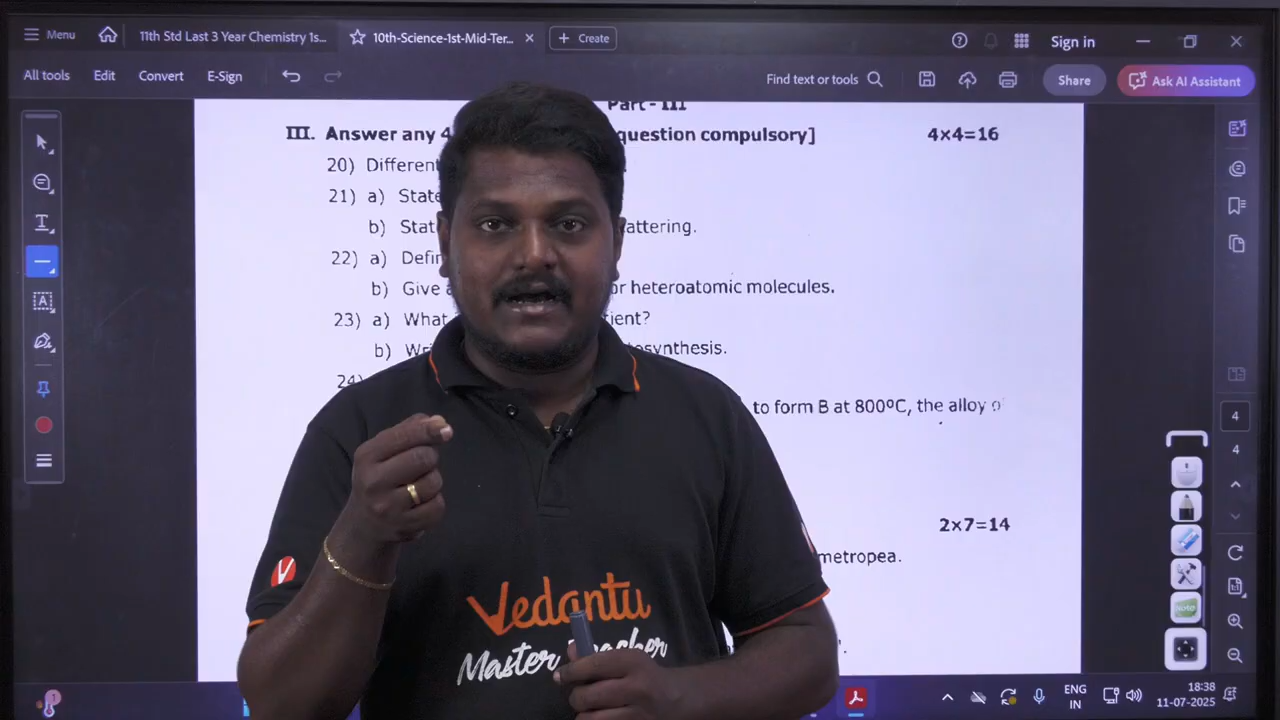 Menu
11th Std Last 3 Year Chemistry 1s...
10th-Science-1st-Mid-Ter...
Create
Sign in
All tools
Edit
Convert
E-Sign
Find text or tools
Share
Ask AI Assistant
Part - III
III. Answer any 4 question compulsory] 4×4=16
20) Different
21) a) State
b) Stat attering.
22) a) Defin
b) Give or heteroatomic molecules.
23) a) What tient?
b) Wri tosynthesis.
24)
to form B at 800ºC, the alloy o
2×7=14
metropea.
4
4
V
Vedantu
Master Teacher
ENG
IN
18:38
11-07-2025